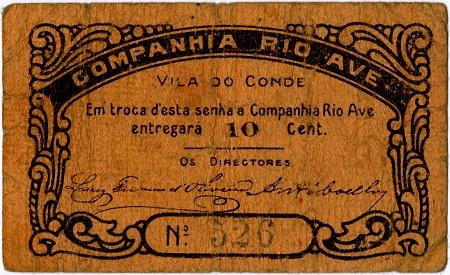 COMPANHIA RIO AVE
VILA DO CONDE
Em troca d'esta senha a Companhia Rio Ave
entregara 10 Cent.
OS DIRECTORES
Nº 526